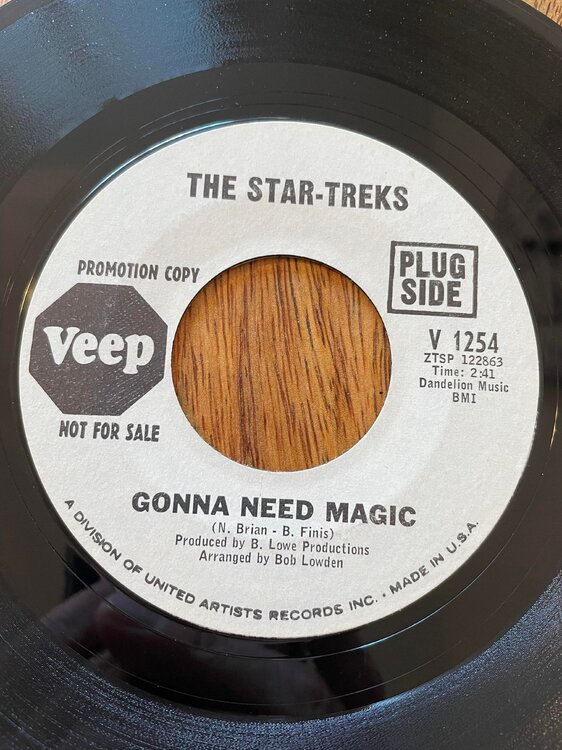 THE STAR-TREKS
PROMOTION COPY
PLUG
SIDE
Veep
V 1254
ZTSP 122863
Time: 2:41
Dandelion Music
BMI
NOT FOR SALE
GONNA NEED MAGIC
(N. Brian - B. Finis)
Produced by B. Lowe Productions
Arranged by Bob Lowden
A DIVISION OF UNITED ARTISTS RECORDS INC. • MADE IN U.S.A.